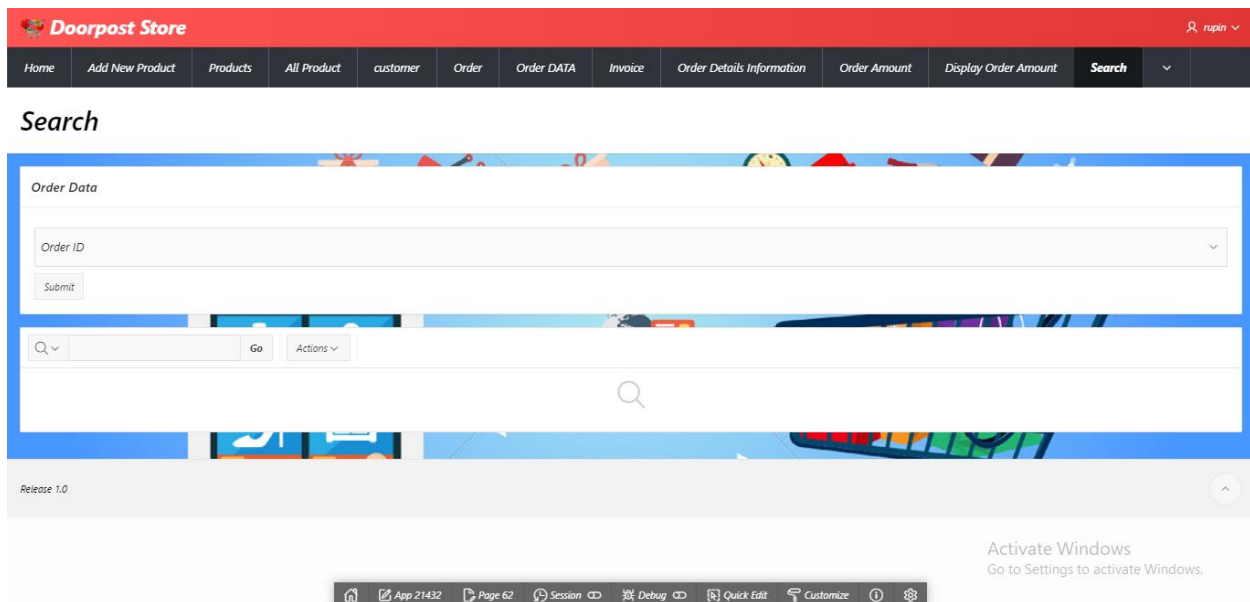 Doorpost Store
rupin
Home Add New Product Products All Product customer Order Order DATA Invoice Order Details Information Order Amount Display Order Amount Search
Search
Order Data
Order ID
Submit
Go Actions
Release 1.0
Activate Windows
Go to Settings to activate Windows.
App 21432 Page 62 Session Debug Quick Edit Customize